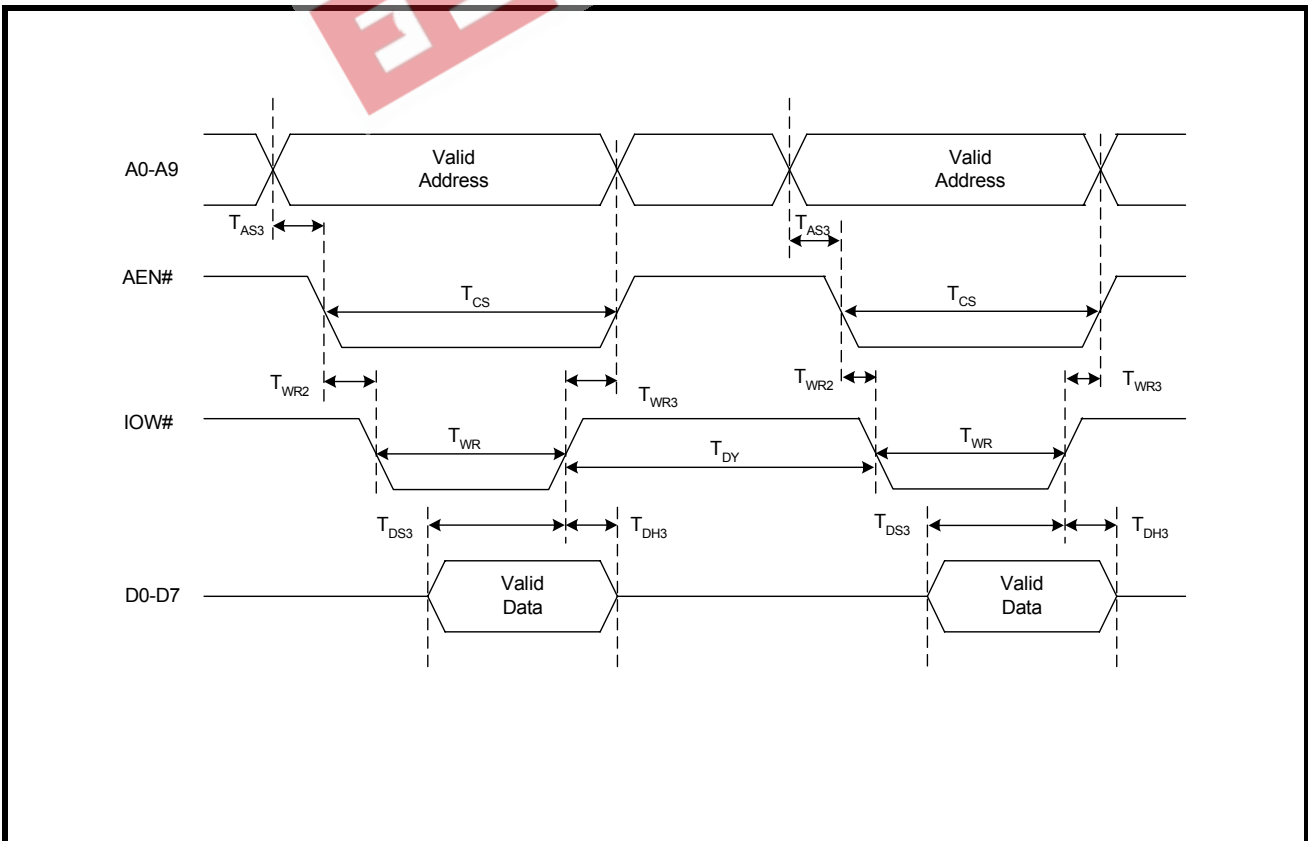 A0-A9
Valid
Address
Valid
Address
TAS3
TAS3
AEN#
TCS
TCS
TWR2
TWR3
TWR2
TWR3
IOW#
TWR
TDY
TWR
TDS3
TDH3
TDS3
TDH3
D0-D7
Valid
Data
Valid
Data